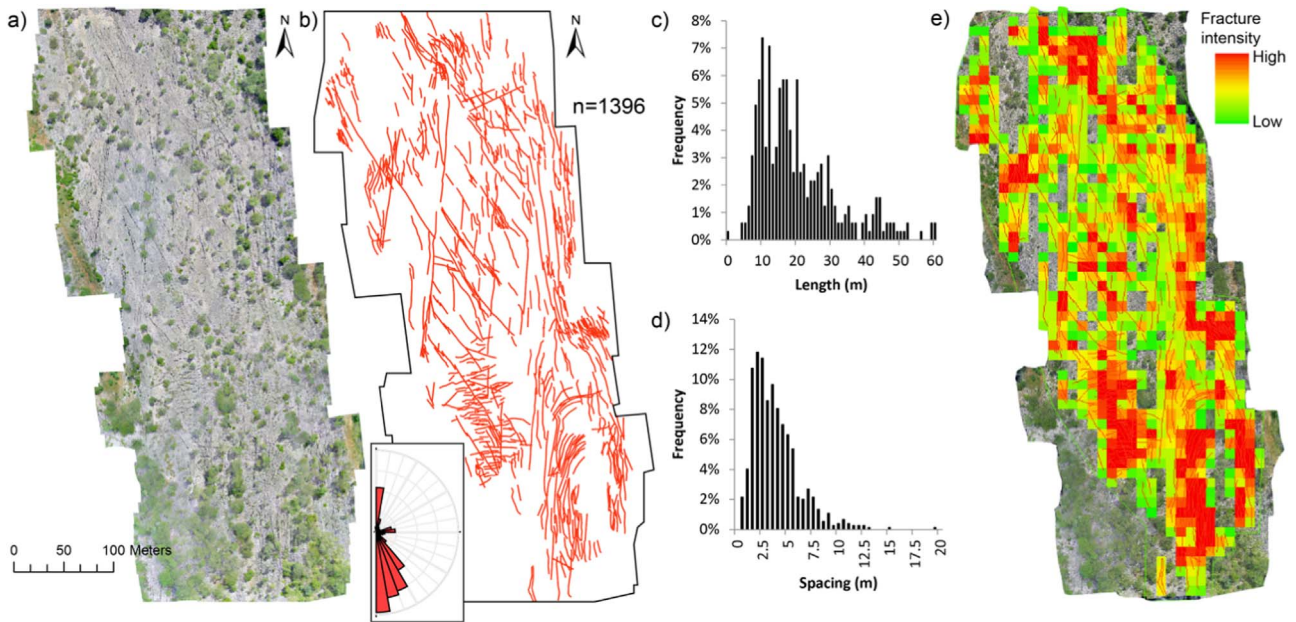 a)
N
0 50 100 Meters
b)
N
n=1396
c)
8%
7%
6%
5%
4%
3%
2%
1%
0%
Frequency
0 10 20 30 40 50 60
Length (m)
d)
14%
12%
10%
8%
6%
4%
2%
0%
Frequency
0 2.5 5 7.5 10 12.5 15 17.5 20
Spacing (m)
e)
Fracture
intensity
High
Low